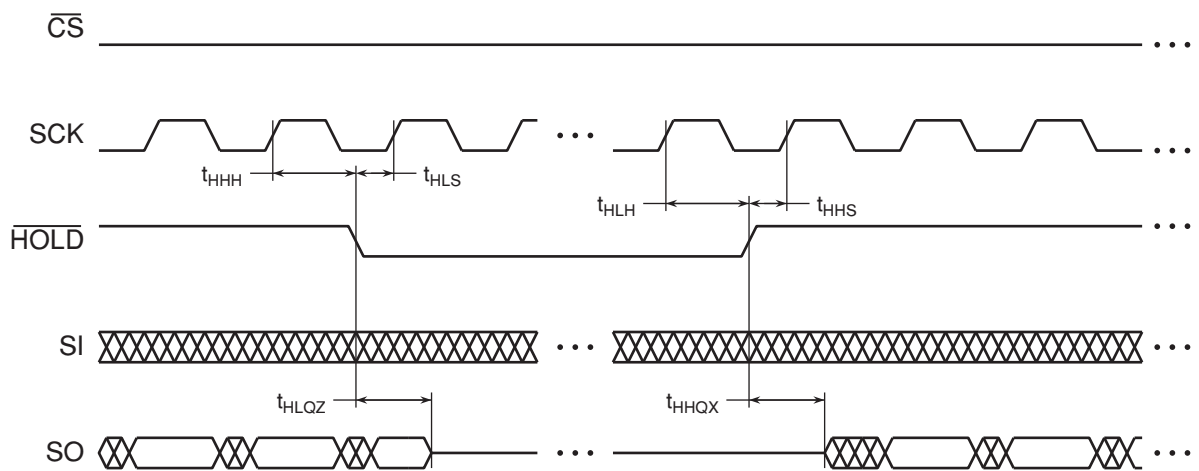 CS
SCK
tHHH
tHLS
tHLH
tHHS
HOLD
SI
tHLQZ
tHHQX
SO